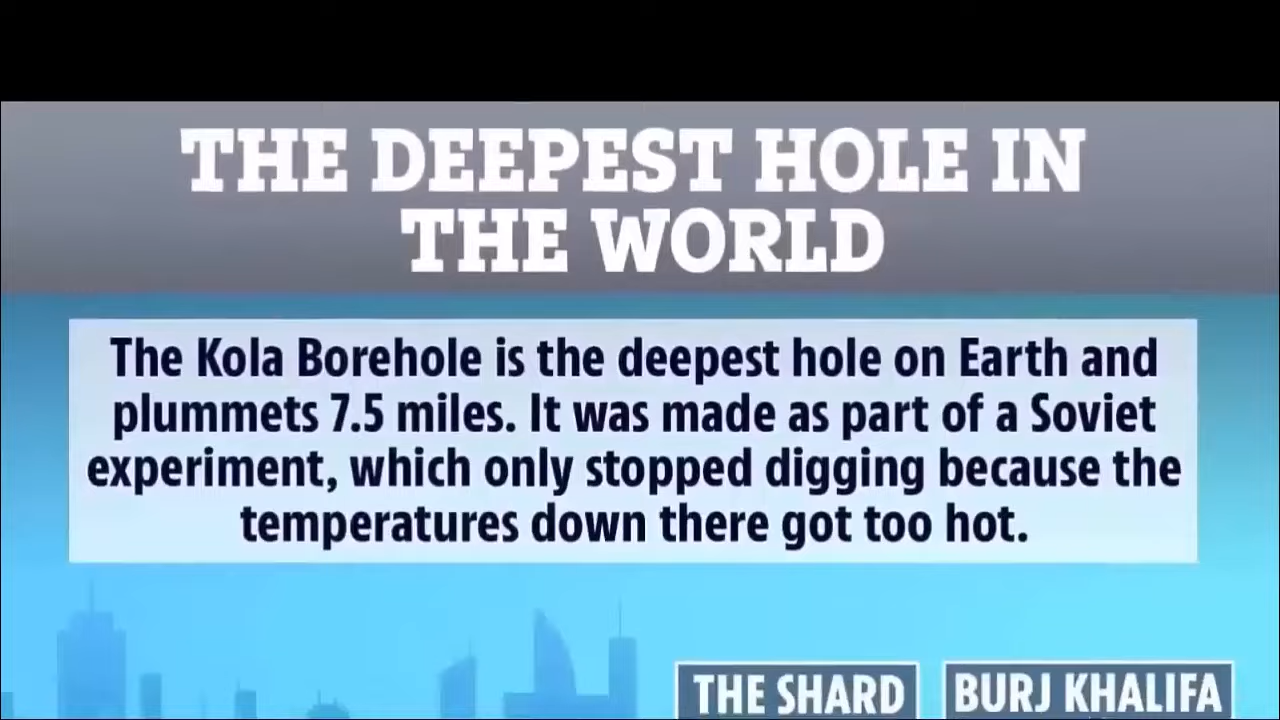 THE DEEPEST HOLE IN
THE WORLD
The Kola Borehole is the deepest hole on Earth and
plummets 7.5 miles. It was made as part of a Soviet
experiment, which only stopped digging because the
temperatures down there got too hot.
THE SHARD
BURJ KHALIFA